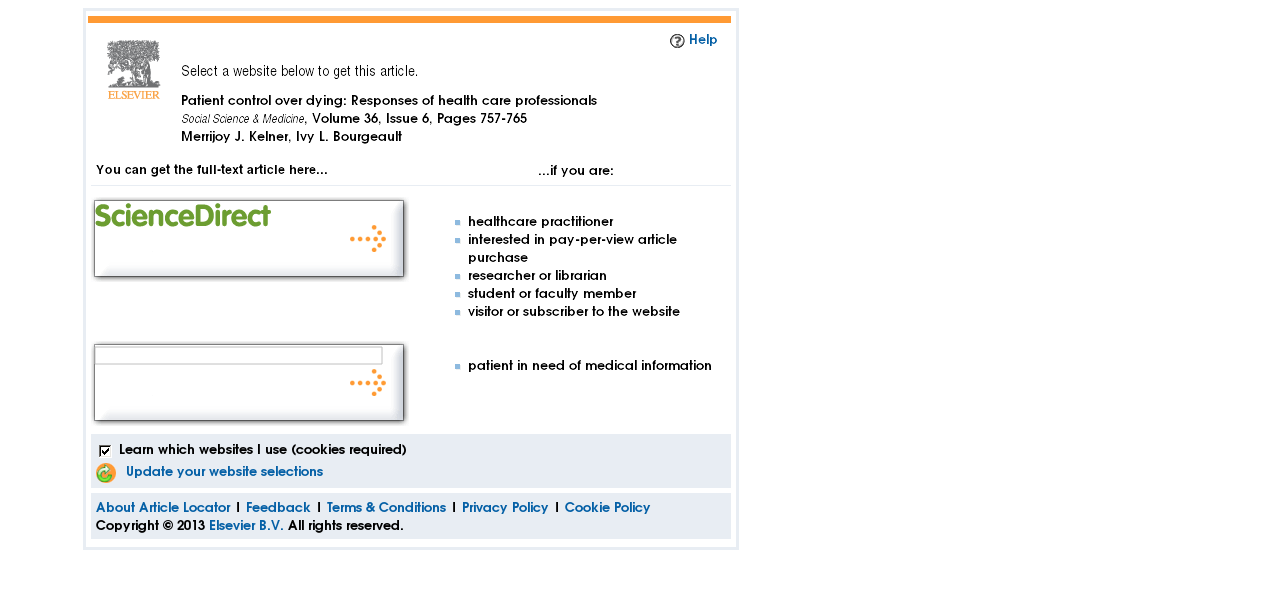 Help
ELSEVIER
Select a website below to get this article.
Patient control over dying: Responses of health care professionals
Social Science & Medicine, Volume 36, Issue 6, Pages 757-765
Merrijoy J. Kelner, Ivy L. Bourgeault
You can get the full-text article here...
...if you are:
ScienceDirect
healthcare practitioner
interested in pay-per-view article
purchase
researcher or librarian
student or faculty member
visitor or subscriber to the website
patient in need of medical information
Learn which websites I use (cookies required)
Update your website selections
About Article Locator | Feedback | Terms & Conditions | Privacy Policy | Cookie Policy
Copyright © 2013 Elsevier B.V. All rights reserved.